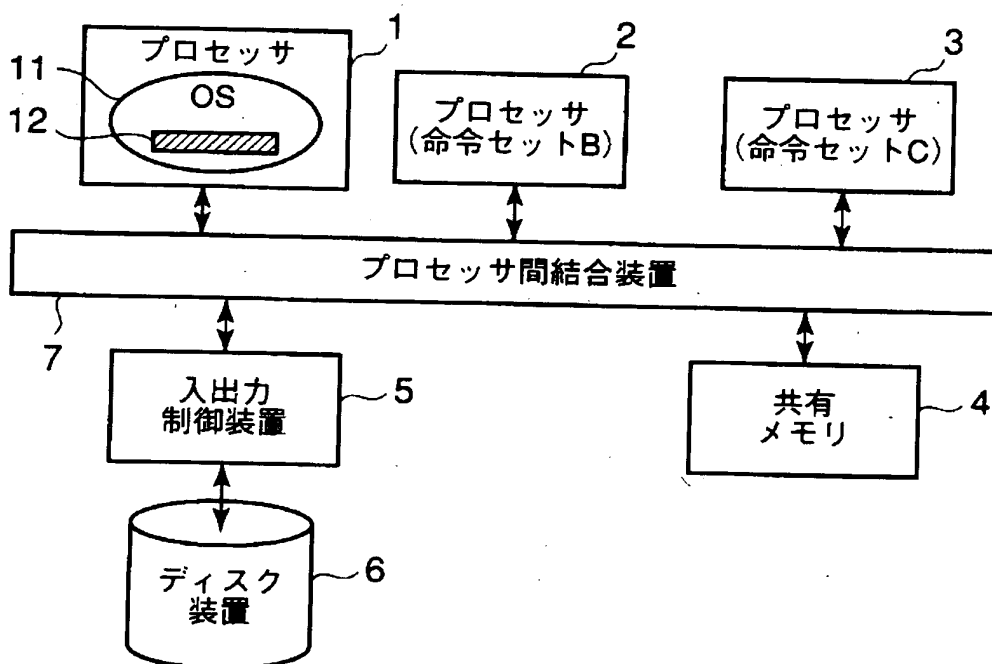 プロセッサ
1
11
OS
12
2
プロセッサ
(命令セットB)
3
プロセッサ
(命令セットC)
プロセッサ間結合装置
7
入出力
制御装置
5
共有
メモリ
4
ディスク
装置
6